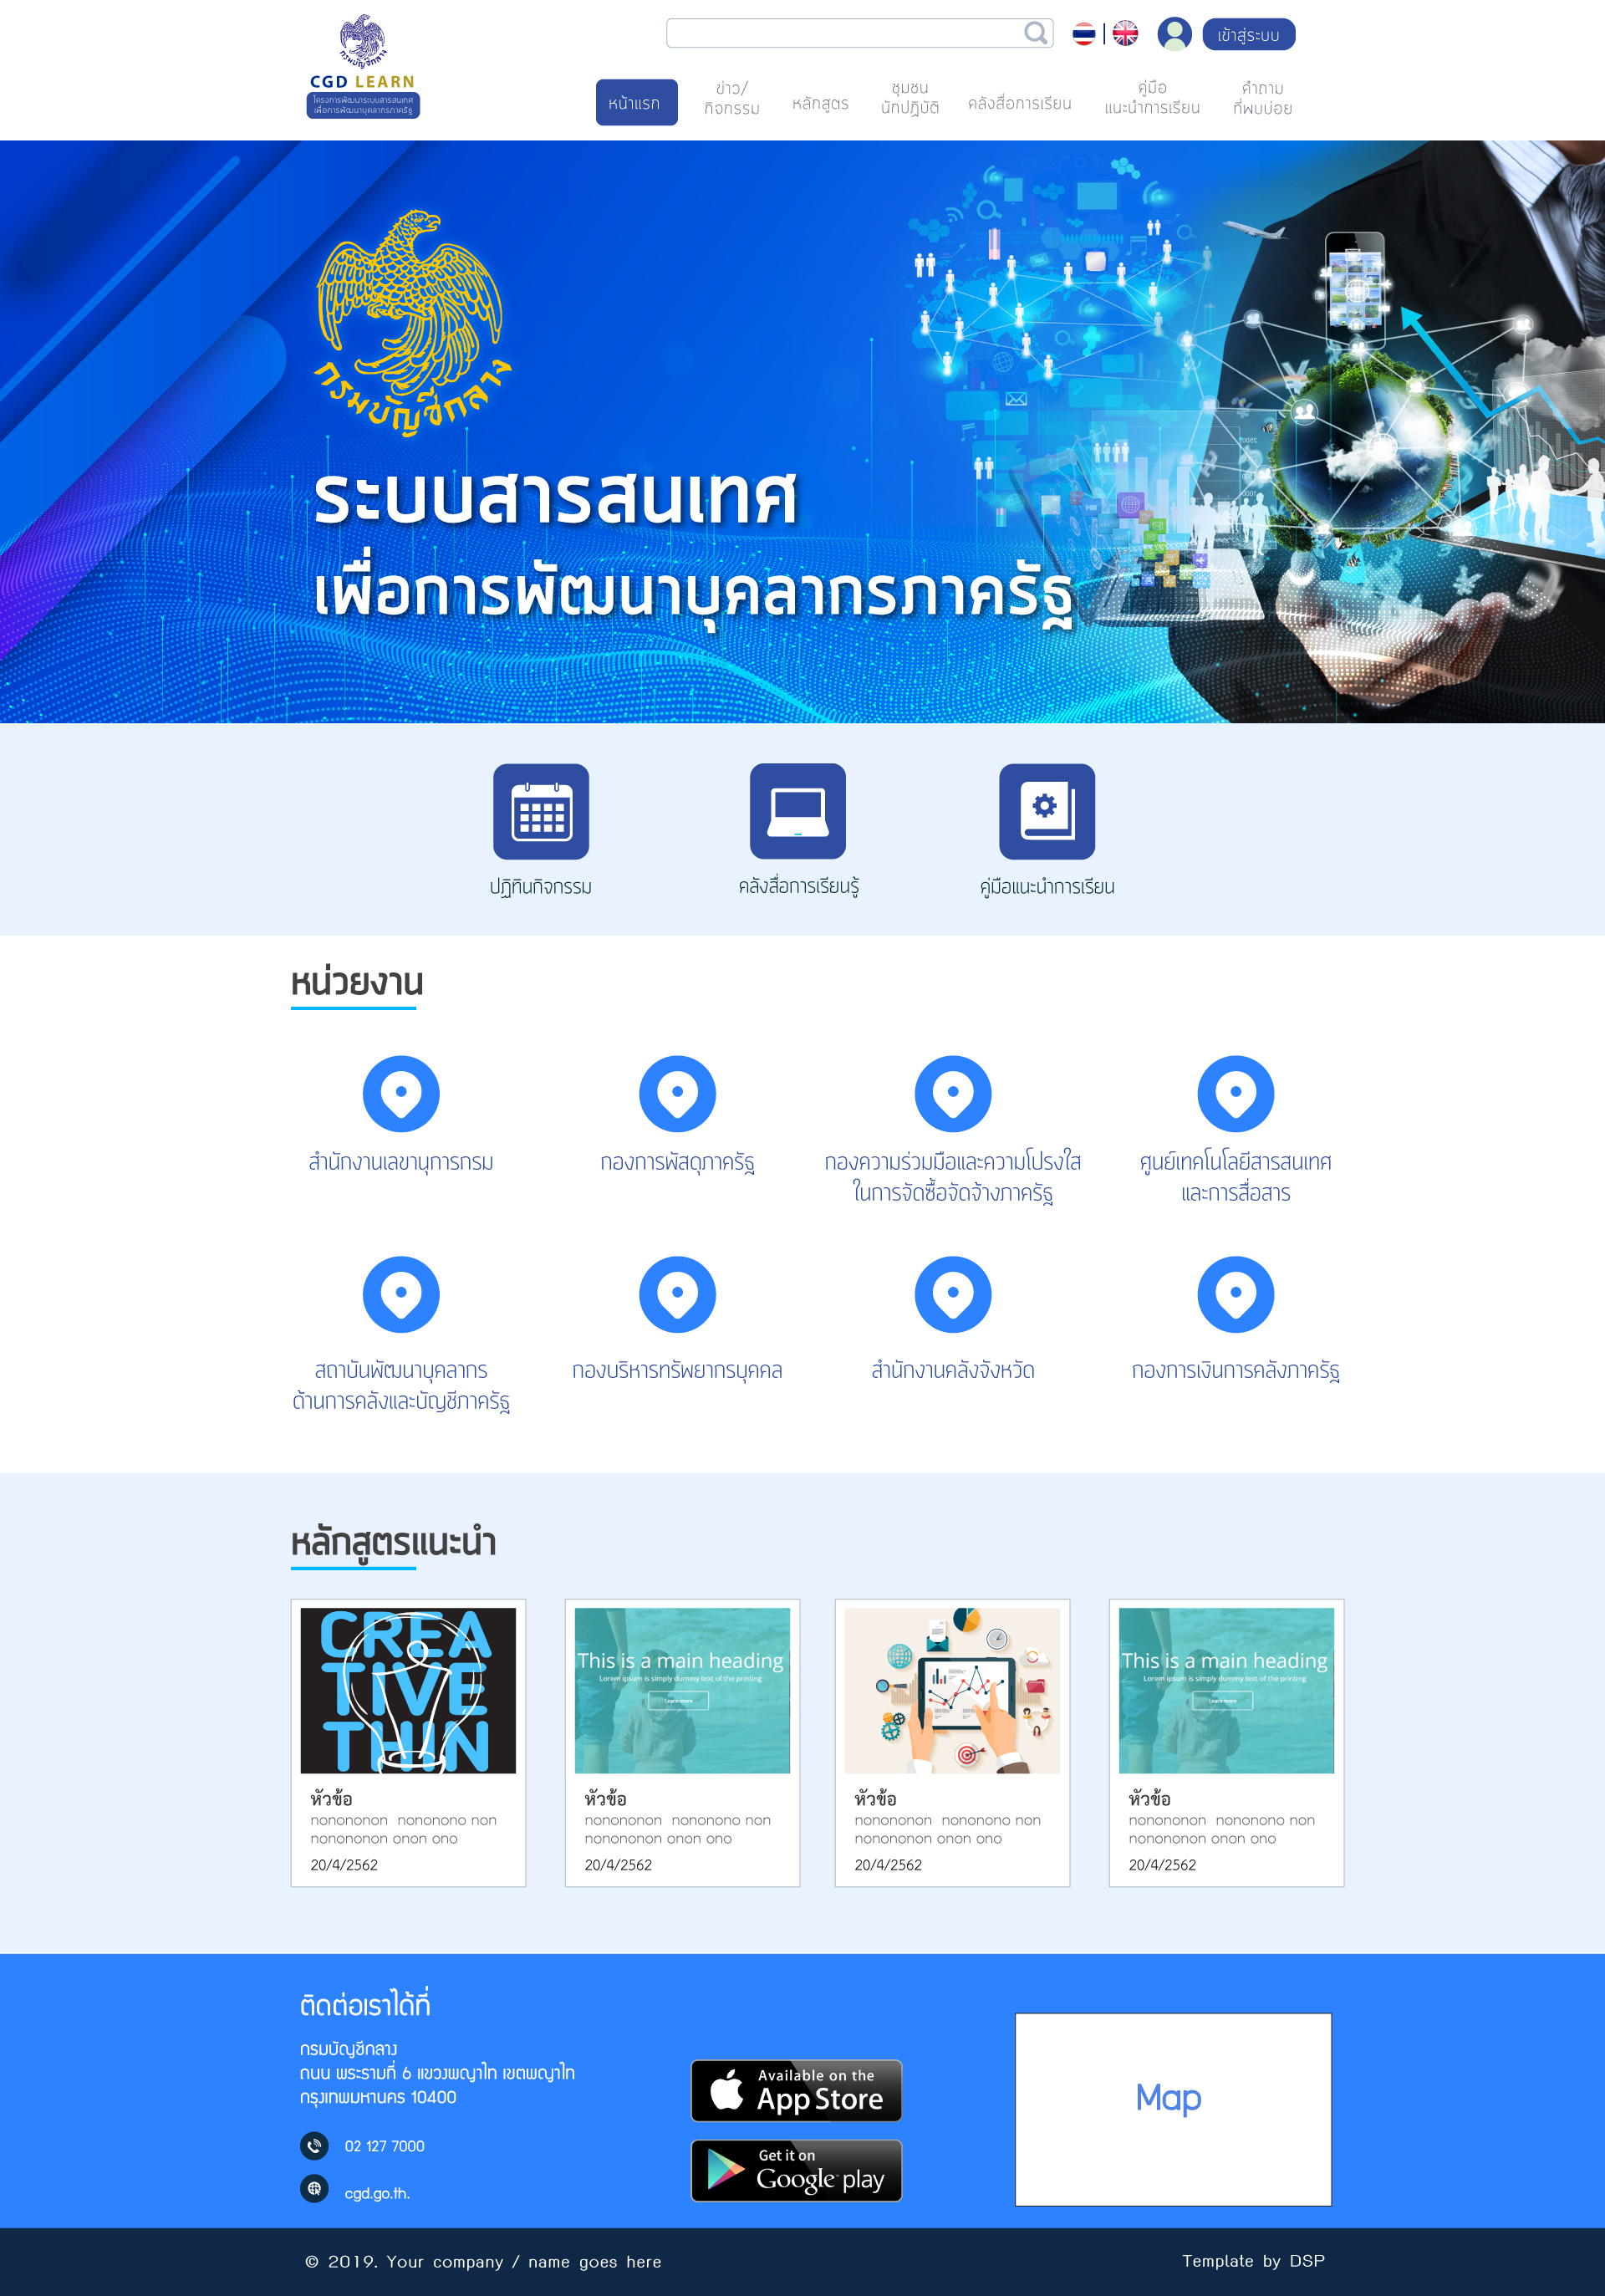 กรมบัญชีกลาง
CGD LEARN
โครงการพัฒนาระบบสารสนเทศ
เพื่อการพัฒนาบุคลากรภาครัฐ
เข้าสู่ระบบ
หน้าแรก
ข่าว/
กิจกรรม
หลักสูตร
ชุมชน
นักปฏิบัติ
คลังสื่อการเรียน
คู่มือ
แนะนำการเรียน
คำถาม
ที่พบบ่อย
กรมบัญชีกลาง
ระบบสารสนเทศ
เพื่อการพัฒนาบุคลากรภาครัฐ
ปฏิทินกิจกรรม
คลังสื่อการเรียนรู้
คู่มือแนะนำการเรียน
หน่วยงาน
สำนักงานเลขานุการกรม
กองการพัสดุภาครัฐ
กองความร่วมมือและความโปรงใส
ในการจัดซื้อจัดจ้างภาครัฐ
ศูนย์เทคโนโลยีสารสนเทศ
และการสื่อสาร
สถาบันพัฒนาบุคลากร
ด้านการคลังและบัญชีภาครัฐ
กองบริหารทรัพยากรบุคคล
สำนักงานคลังจังหวัด
กองการเงินการคลังภาครัฐ
หลักสูตรแนะนำ
CREA
TIVE
THIN
หัวข้อ
nonononon nononono non
nonononon onon ono
20/4/2562
This is a main heading
Lorem ipsum is simply dummy text of the printing
Learn more
หัวข้อ
nonononon nononono non
nonononon onon ono
20/4/2562
หัวข้อ
nonononon nononono non
nonononon onon ono
20/4/2562
This is a main heading
Lorem ipsum is simply dummy text of the printing
Learn more
หัวข้อ
nonononon nononono non
nonononon onon ono
20/4/2562
ติดต่อเราได้ที่
กรมบัญชีกลาง
ถนน พระรามที่ 6 แขวงพญาไท เขตพญาไท
กรุงเทพมหานคร 10400
02 127 7000
cgd.go.th.
Available on the
App Store
Get it on
Google play
Map
© 2019. Your company / name goes here
Template by DSP